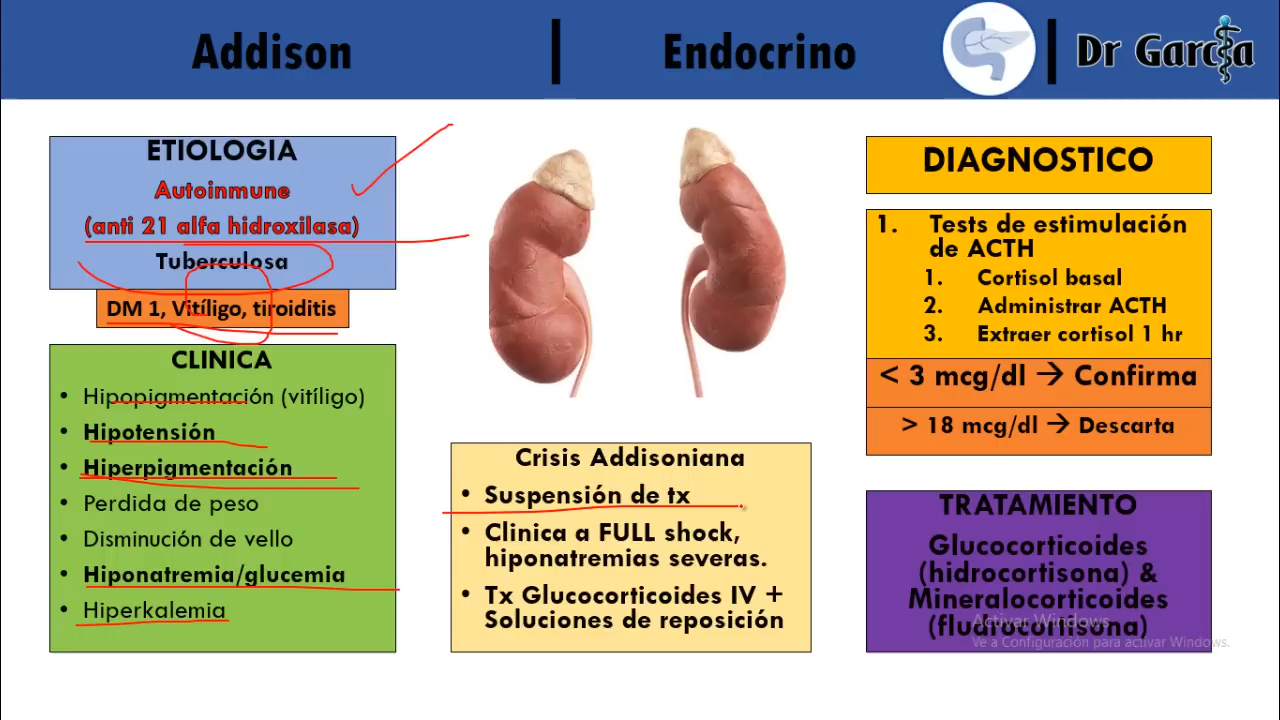 Addison
Endocrino
Dr García
ETIOLOGIA
Autoinmune
(anti 21 alfa hidroxilasa)
Tuberculosa
DM 1, Vitíligo, tiroiditis
CLINICA
• Hipopigmentación (vitíligo)
• Hipotensión
• Hiperpigmentación
• Perdida de peso
• Disminución de vello
• Hiponatremia/glucemia
• Hiperkalemia
Crisis Addisoniana
• Suspensión de tx
• Clinica a FULL shock,
hiponatremias severas.
• Tx Glucocorticoides IV +
Soluciones de reposición
DIAGNOSTICO
1. Tests de estimulación
de ACTH
1. Cortisol basal
2. Administrar ACTH
3. Extraer cortisol 1 hr
< 3 mcg/dl → Confirma
> 18 mcg/dl → Descarta
TRATAMIENTO
Glucocorticoides
(hidrocortisona) &
Mineralocorticoides
(fludrocortisona)
Activar Windows
Ve a Configuración para activar Windows.